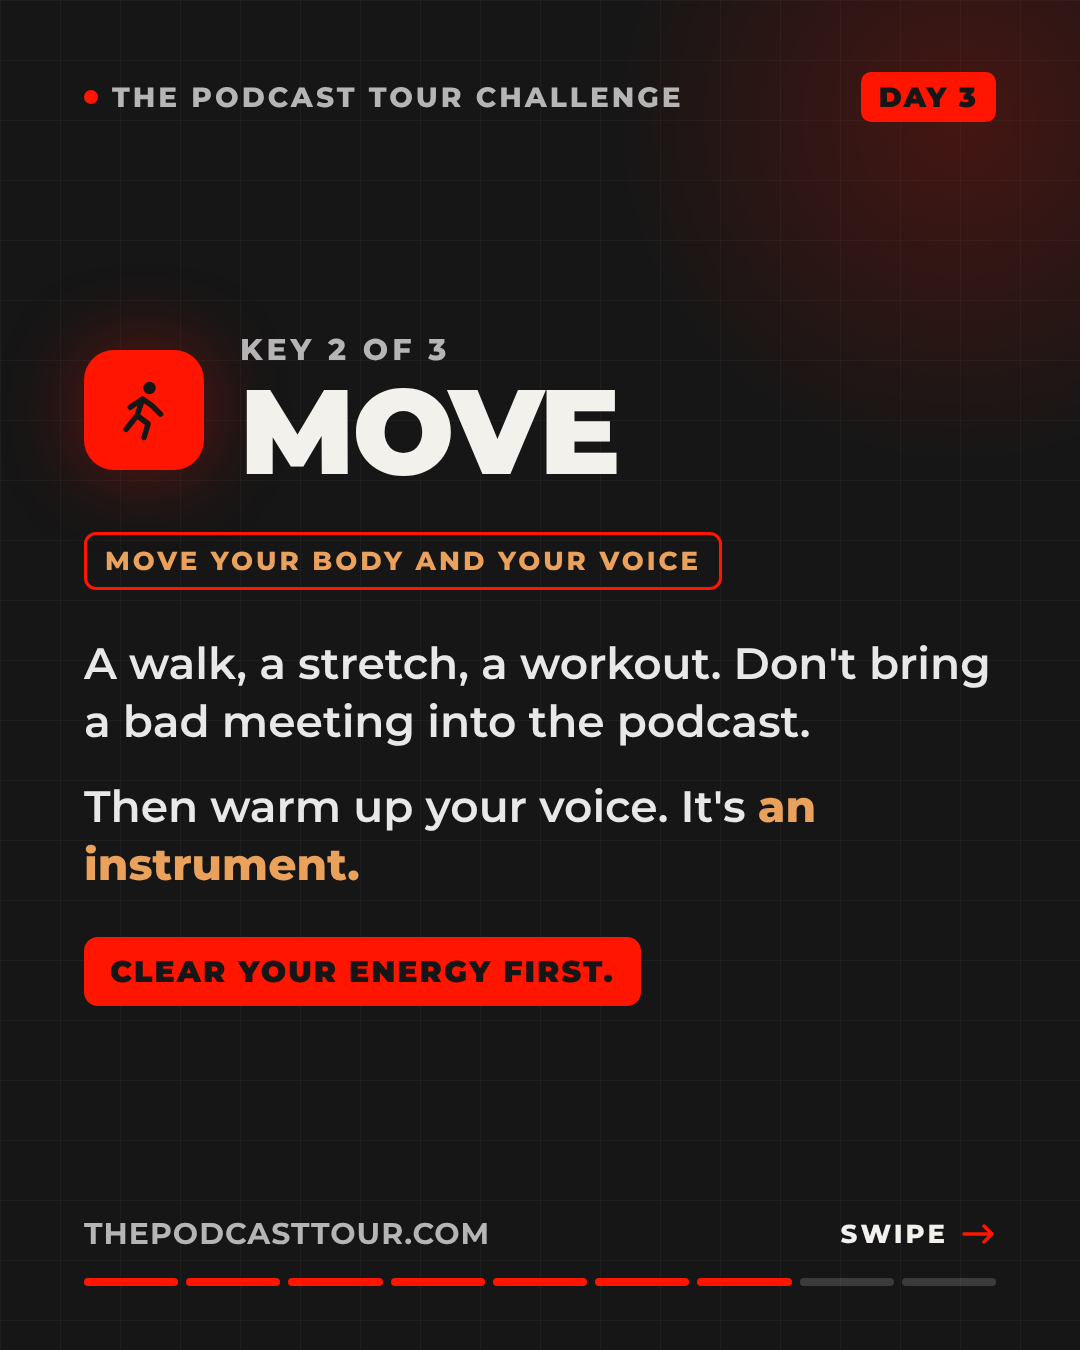 THE PODCAST TOUR CHALLENGE
DAY 3
KEY 2 OF 3
MOVE
MOVE YOUR BODY AND YOUR VOICE
A walk, a stretch, a workout. Don't bring
a bad meeting into the podcast.
Then warm up your voice. It's an
instrument.
CLEAR YOUR ENERGY FIRST.
THEPODCASTTOUR.COM
SWIPE →